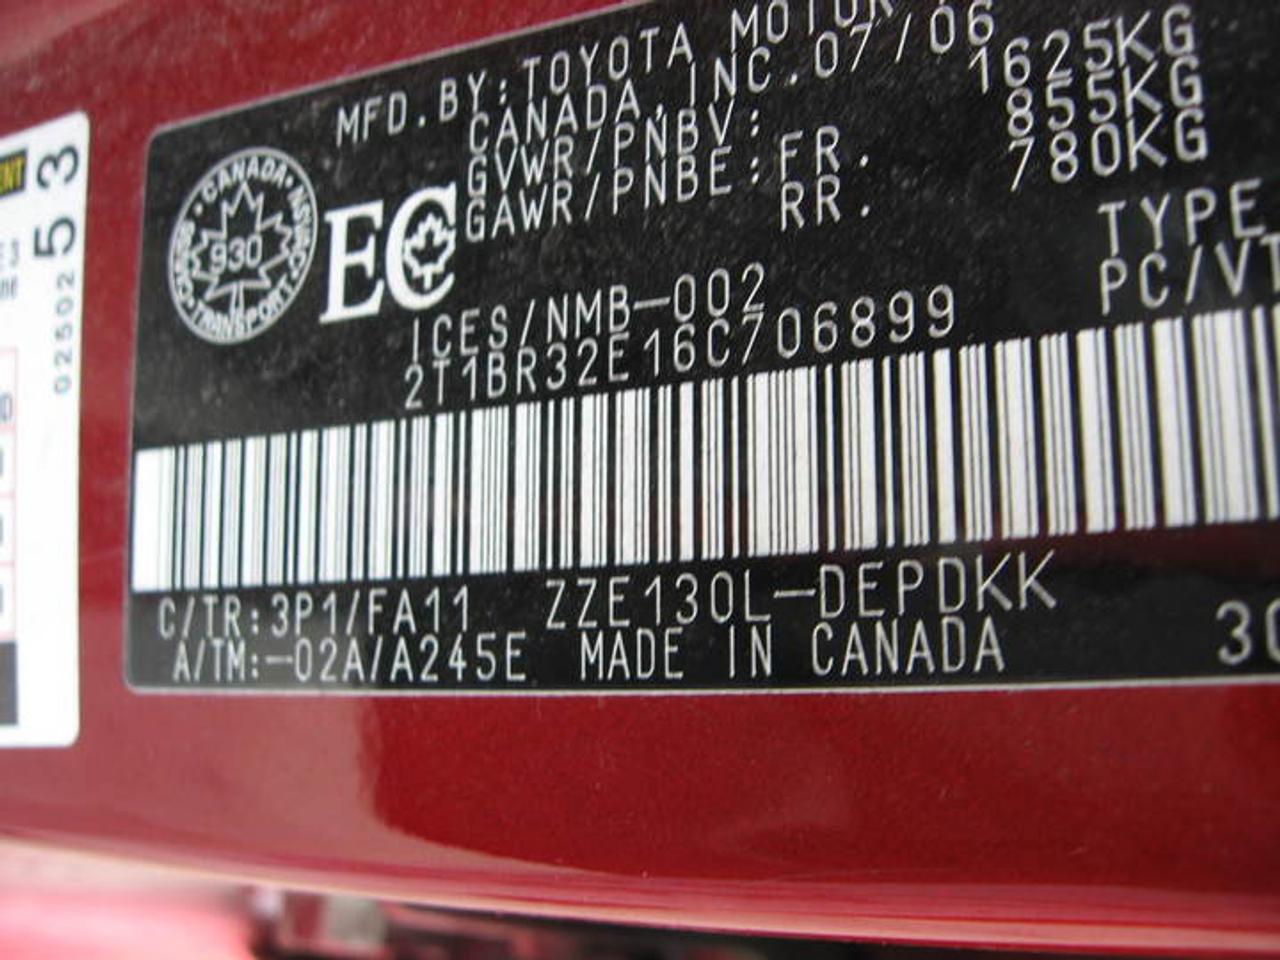 MFD.BY:TOYOTA MOTOR
CANADA,INC.07/06
GVWR/PNBV: 1625KG
GAWR/PNBE:FR. 855KG
RR. 780KG
CANADA
930
TRANSPORT
EC
ICES/NMB-002
TYPE
2T1BR32E16C706899
PC/
C/TR:3P1/FA11 ZZE130L-DEPDKK
A/TM:-02A/A245E MADE IN CANADA
53
02502